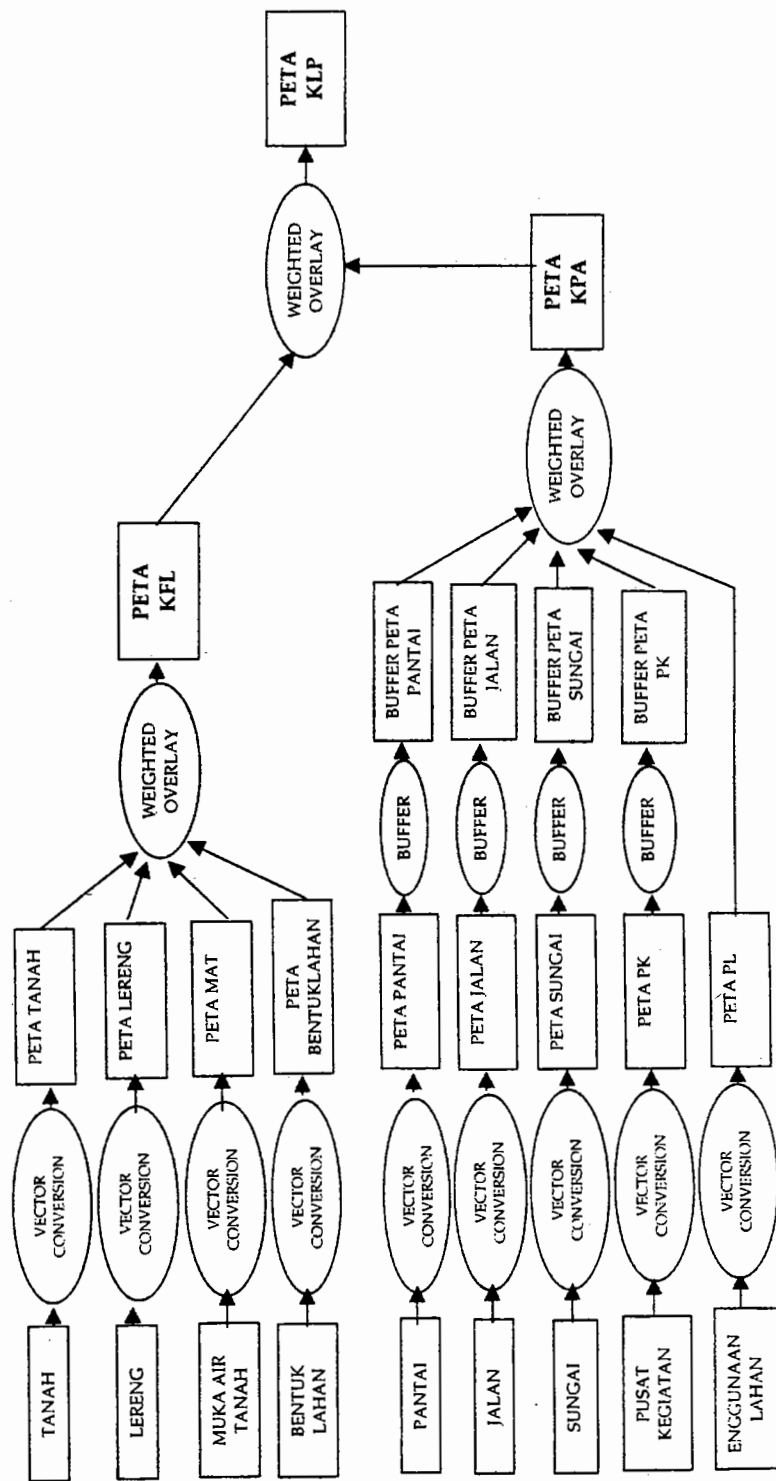 TANAH
VECTOR
CONVERSION
PETA TANAH
LERENG
VECTOR
CONVERSION
PETA LERENG
MUKA AIR
TANAH
VECTOR
CONVERSION
PETA MAT
BENTUK
LAHAN
VECTOR
CONVERSION
PETA
BENTUKLAHAN
WEIGHTED
OVERLAY
PETA
KFL
PANTAI
VECTOR
CONVERSION
PETA PANTAI
BUFFER
BUFFER PETA
PANTAI
JALAN
VECTOR
CONVERSION
PETA JALAN
BUFFER
BUFFER PETA
JALAN
SUNGAI
VECTOR
CONVERSION
PETA SUNGAI
BUFFER
BUFFER PETA
SUNGAI
PUSAT
KEGIATAN
VECTOR
CONVERSION
PETA PK
BUFFER
BUFFER PETA
PK
ENGGUNAAN
LAHAN
VECTOR
CONVERSION
PETA PL
WEIGHTED
OVERLAY
PETA
KPA
WEIGHTED
OVERLAY
PETA
KLP